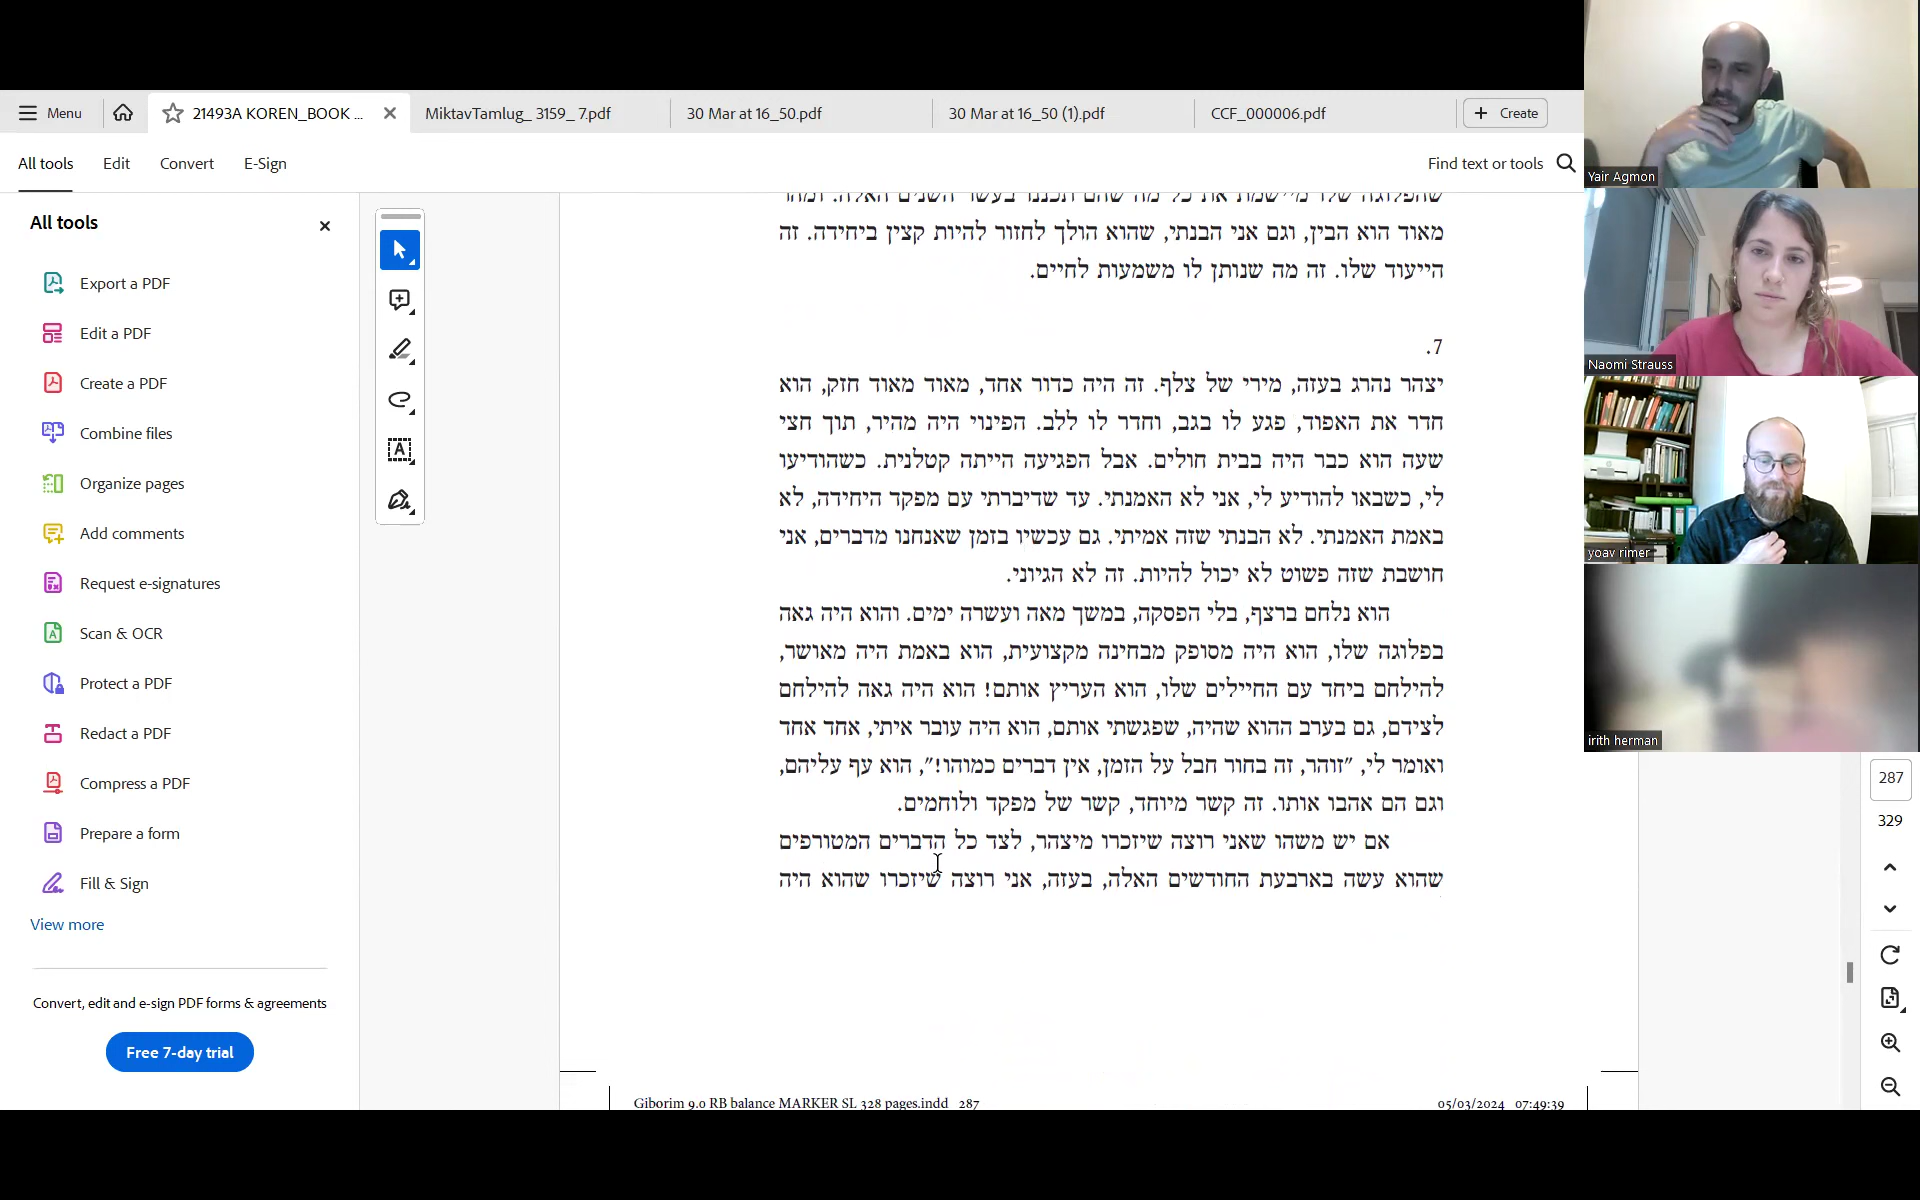 Menu
21493A KOREN_BOOK ...
MiktavTamlug_ 3159_ 7.pdf
30 Mar at 16_50.pdf
30 Mar at 16_50 (1).pdf
CCF_000006.pdf
Create
All tools
Edit
Convert
E-Sign
Find text or tools
All tools
Export a PDF
Edit a PDF
Create a PDF
Combine files
Organize pages
Add comments
Request e-signatures
Scan & OCR
Protect a PDF
Redact a PDF
Compress a PDF
Prepare a form
Fill & Sign
View more
Convert, edit and e-sign PDF forms & agreements
Free 7-day trial
שהפלוגה שלו מיישמת את כל מה שהם תכננו בעשר השנים האלה. ומהר
מאוד הוא הבין, וגם אני הבנתי, שהוא הולך לחזור להיות קצין ביחידה. זה
הייעוד שלו. זה מה שנותן לו משמעות לחיים.
7.
יצהר נהרג בעזה, מירי של צלף. זה היה כדור אחד, מאוד מאוד חזק, הוא
חדר את האפוד, פגע לו בגב, וחדר לו ללב. הפינוי היה מהיר, תוך חצי
שעה הוא כבר היה בבית חולים. אבל הפגיעה הייתה קטלנית. כשהודיעו
לי, כשבאו להודיע לי, אני לא האמנתי. עד שדיברתי עם מפקד היחידה, לא
באמת האמנתי. לא הבנתי שזה אמיתי. גם עכשיו בזמן שאנחנו מדברים, אני
חושבת שזה פשוט לא יכול להיות. זה לא הגיוני.
הוא נלחם ברצף, בלי הפסקה, במשך מאה ועשרה ימים. והוא היה גאה
בפלוגה שלו, הוא היה מסופק מבחינה מקצועית, הוא באמת היה מאושר,
להילחם ביחד עם החיילים שלו, הוא העריץ אותם! הוא היה גאה להילחם
לצידם, גם בערב ההוא שהיה, שפגשתי אותם, הוא היה עובר איתי, אחד אחד
ואומר לי, "זוהר, זה בחור חבל על הזמן, אין דברים כמוהו!", הוא עף עליהם,
וגם הם אהבו אותו. זה קשר מיוחד, קשר של מפקד ולוחמים.
אם יש משהו שאני רוצה שיזכרו מיצהר, לצד כל הדברים המטורפים
שהוא עשה בארבעת החודשים האלה, בעזה, אני רוצה שיזכרו שהוא היה
Giborim 9.0 RB balance MARKER SL 328 pages.indd 287
05/03/2024 07:49:39
Yair Agmon
Naomi Strauss
yoav rimer
irith herman
287
329